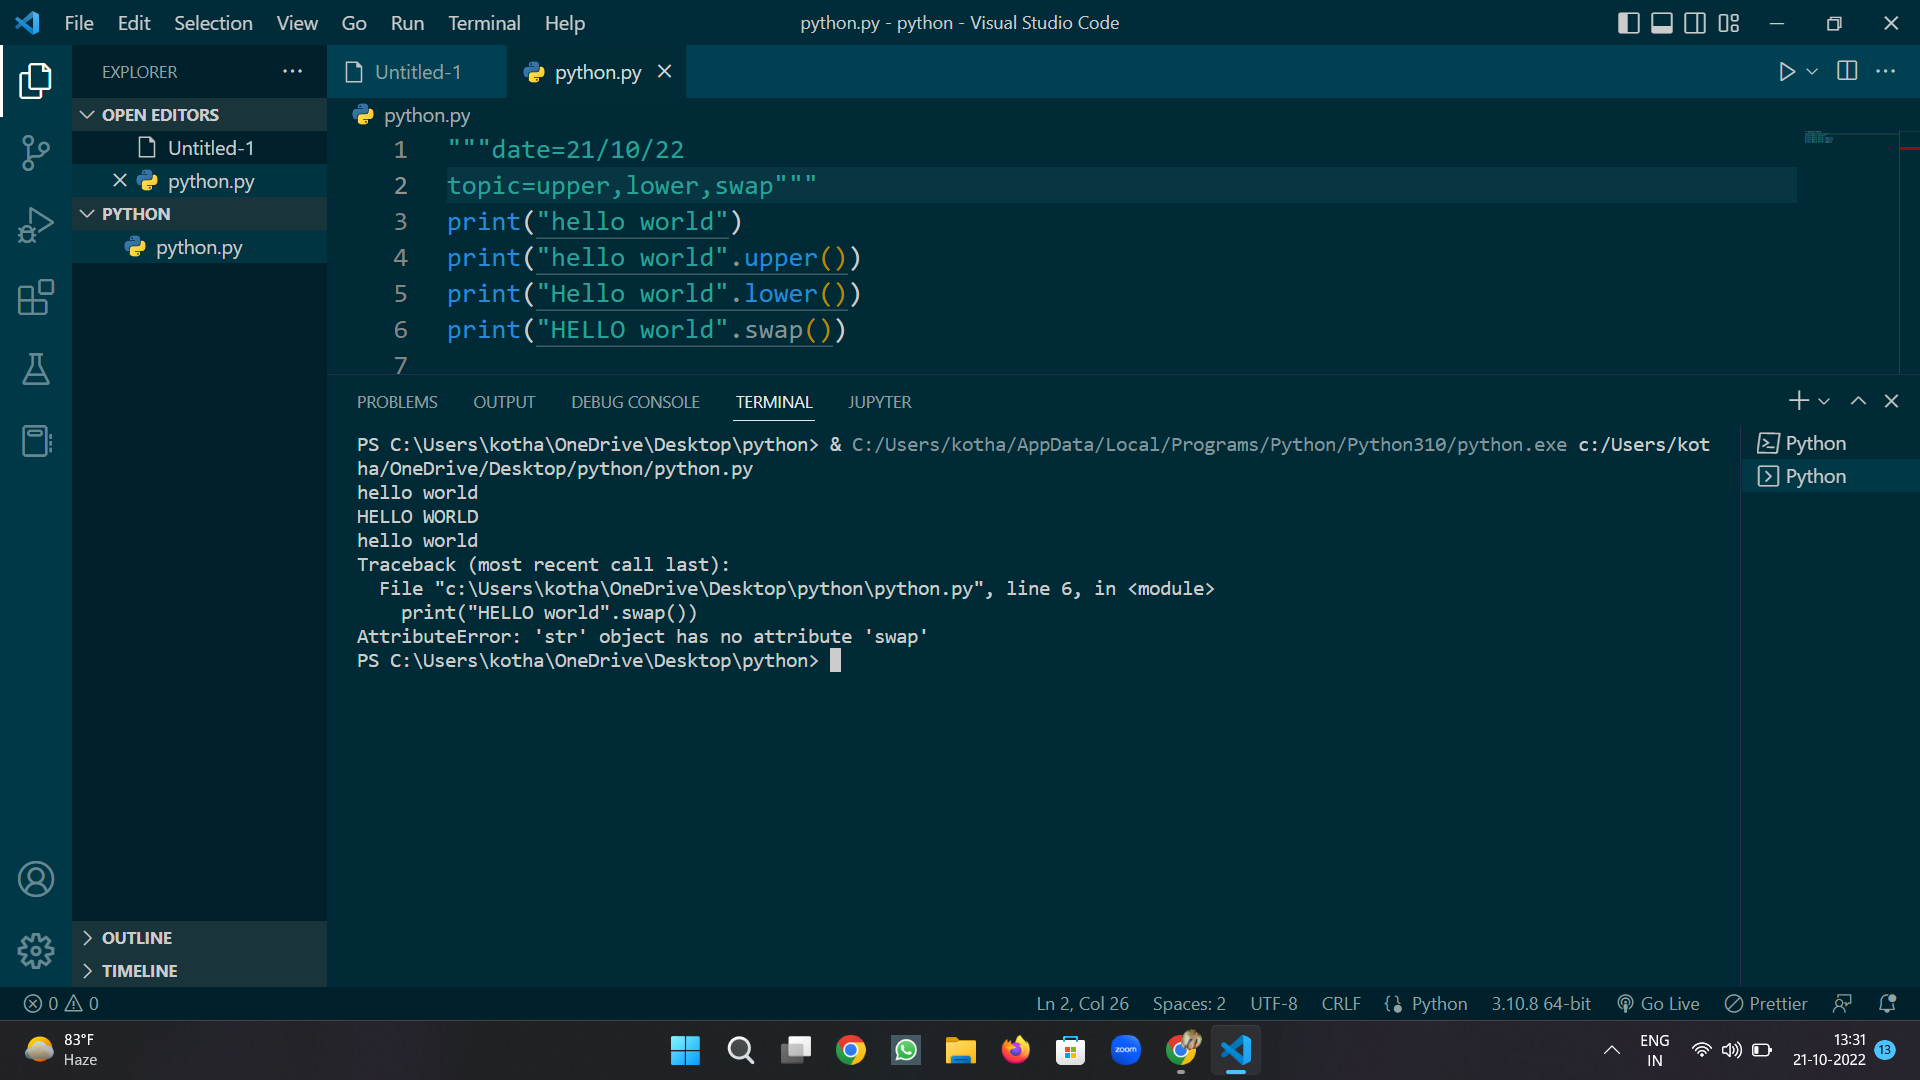 File Edit Selection View Go Run Terminal Help
python.py - python - Visual Studio Code
EXPLORER
OPEN EDITORS
Untitled-1
python.py
PYTHON
python.py
OUTLINE
TIMELINE
Untitled-1
python.py
python.py
1 """date=21/10/22
2 topic=upper,lower,swap"""
3 print("hello world")
4 print("hello world".upper())
5 print("Hello world".lower())
6 print("HELLO world".swap())
7
PROBLEMS OUTPUT DEBUG CONSOLE TERMINAL JUPYTER
PS C:\Users\kotha\OneDrive\Desktop\python> & C:/Users/kotha/AppData/Local/Programs/Python/Python310/python.exe c:/Users/kot
ha/OneDrive/Desktop/python/python.py
hello world
HELLO WORLD
hello world
Traceback (most recent call last):
  File "c:\Users\kotha\OneDrive\Desktop\python\python.py", line 6, in <module>
    print("HELLO world".swap())
AttributeError: 'str' object has no attribute 'swap'
PS C:\Users\kotha\OneDrive\Desktop\python>
Python
Python
0 0
Ln 2, Col 26 Spaces: 2 UTF-8 CRLF Python 3.10.8 64-bit Go Live Prettier
83°F
Haze
zoom
ENG
IN
13:31
21-10-2022
13